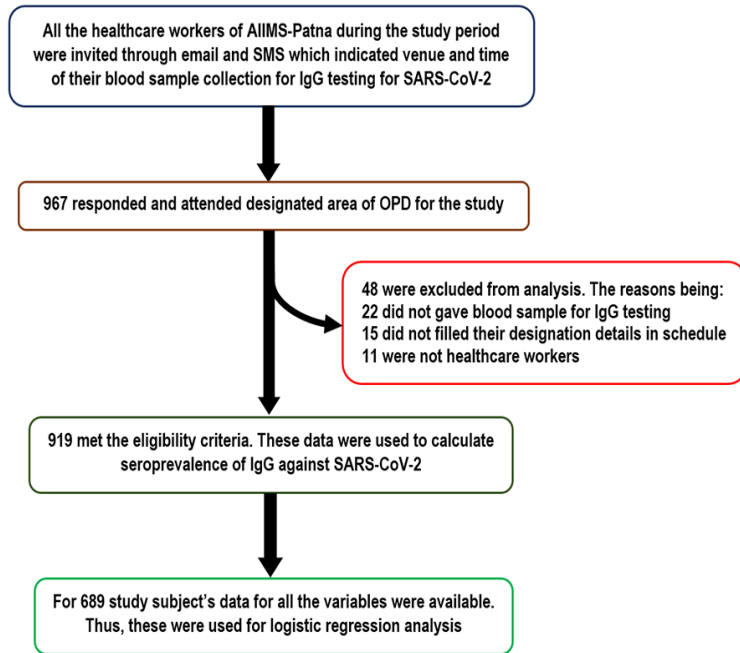 All the healthcare workers of AIIMS-Patna during the study period
were invited through email and SMS which indicated venue and time
of their blood sample collection for IgG testing for SARS-CoV-2
967 responded and attended designated area of OPD for the study
48 were excluded from analysis. The reasons being:
22 did not gave blood sample for IgG testing
15 did not filled their designation details in schedule
11 were not healthcare workers
919 met the eligibility criteria. These data were used to calculate
seroprevalence of IgG against SARS-CoV-2
For 689 study subject's data for all the variables were available.
Thus, these were used for logistic regression analysis